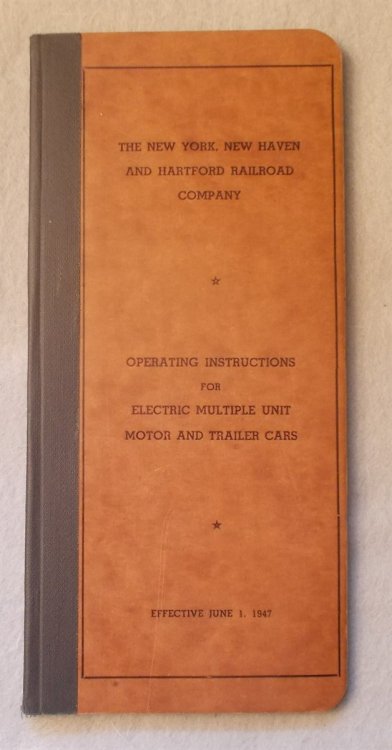 THE NEW YORK, NEW HAVEN
AND HARTFORD RAILROAD
COMPANY
OPERATING INSTRUCTIONS
FOR
ELECTRIC MULTIPLE UNIT
MOTOR AND TRAILER CARS
EFFECTIVE JUNE 1, 1947